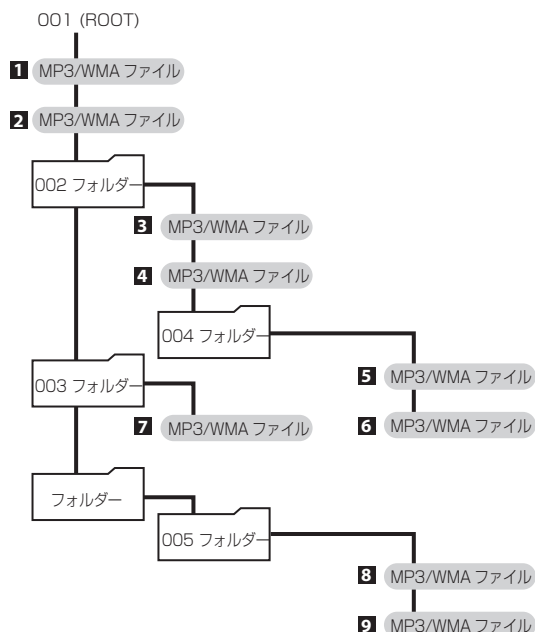 001 (ROOT)
1 MP3/WMA ファイル
2 MP3/WMA ファイル
002 フォルダー
3 MP3/WMA ファイル
4 MP3/WMA ファイル
004 フォルダー
5 MP3/WMA ファイル
6 MP3/WMA ファイル
003 フォルダー
7 MP3/WMA ファイル
フォルダー
005 フォルダー
8 MP3/WMA ファイル
9 MP3/WMA ファイル